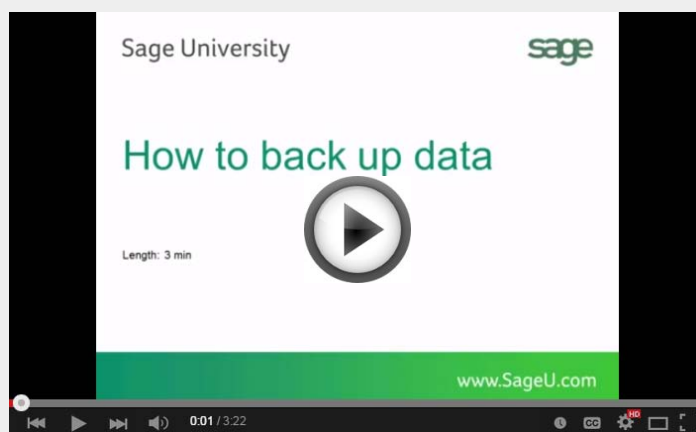 Sage University
sage
How to back up data
Length: 3 min
www.SageU.com
0:01 / 3:22
CC
HD